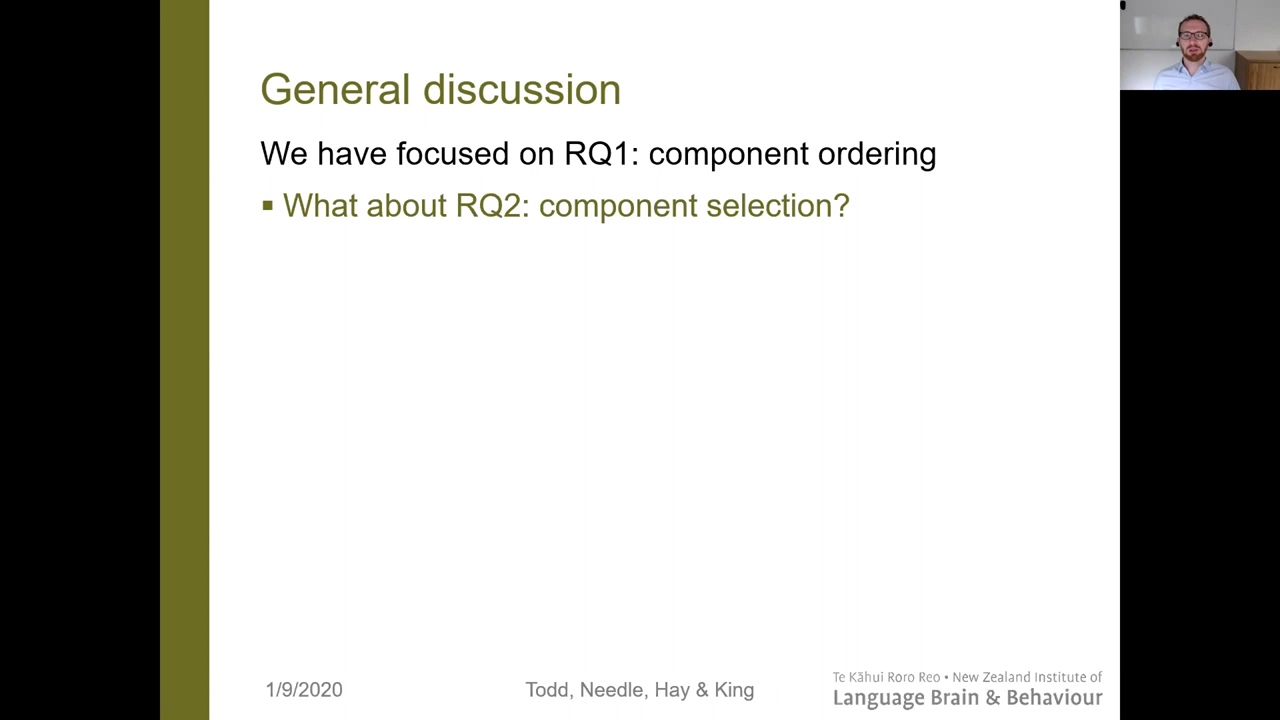 General discussion
We have focused on RQ1: component ordering
▪ What about RQ2: component selection?
1/9/2020
Todd, Needle, Hay & King
Te Kāhui Roro Reo • New Zealand Institute of
Language Brain & Behaviour